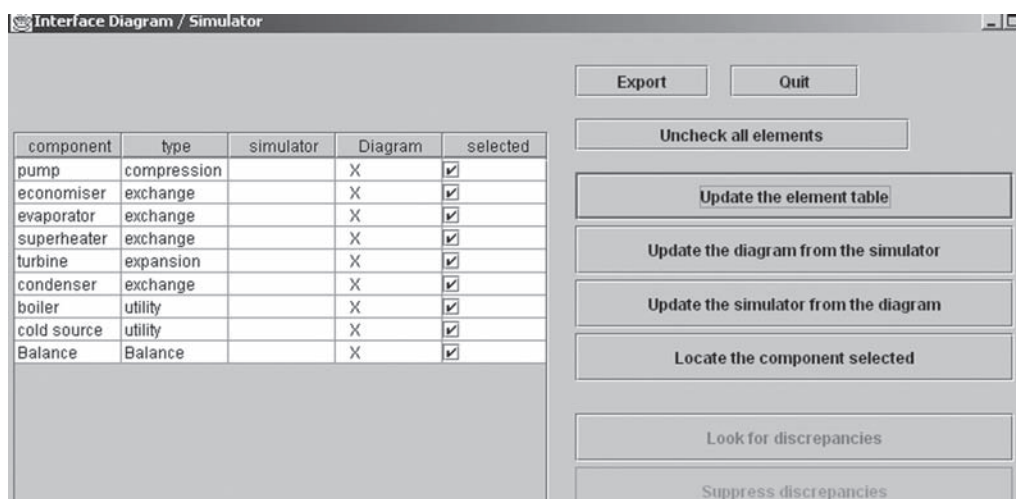 Interface Diagram / Simulator
Export Quit
Uncheck all elements
component type simulator Diagram selected
pump compression X
economiser exchange X
evaporator exchange X
superheater exchange X
turbine expansion X
condenser exchange X
boiler utility X
cold source utility X
Balance Balance X
Update the element table
Update the diagram from the simulator
Update the simulator from the diagram
Locate the component selected
Look for discrepancies
Suppress discrepancies